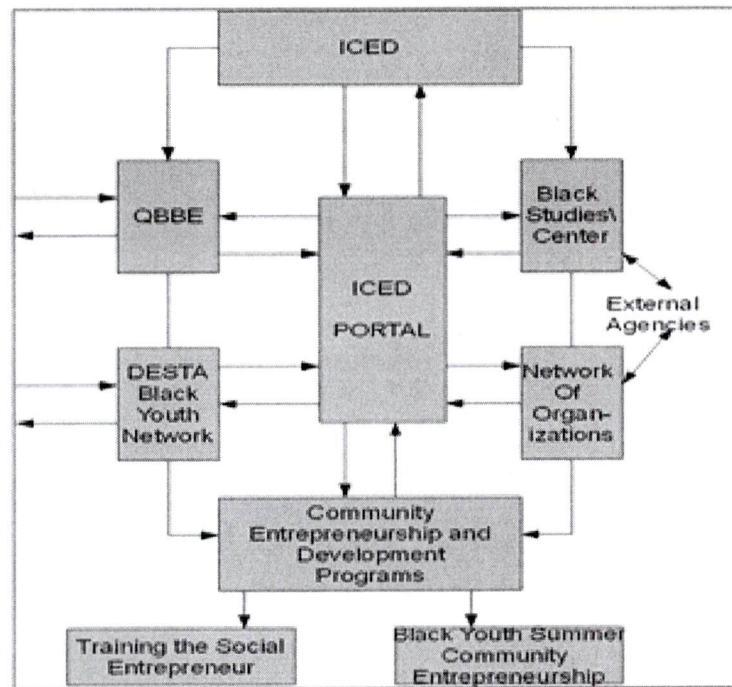 ICED
QBBE
Black
Studies\
Center
ICED
PORTAL
External
Agencies
DESTA
Black
Youth
Network
Network
Of
Organ-
izations
Community
Entrepreneurship and
Development
Programs
Training the Social
Entrepreneur
Black Youth Summer
Community
Entrepreneurship